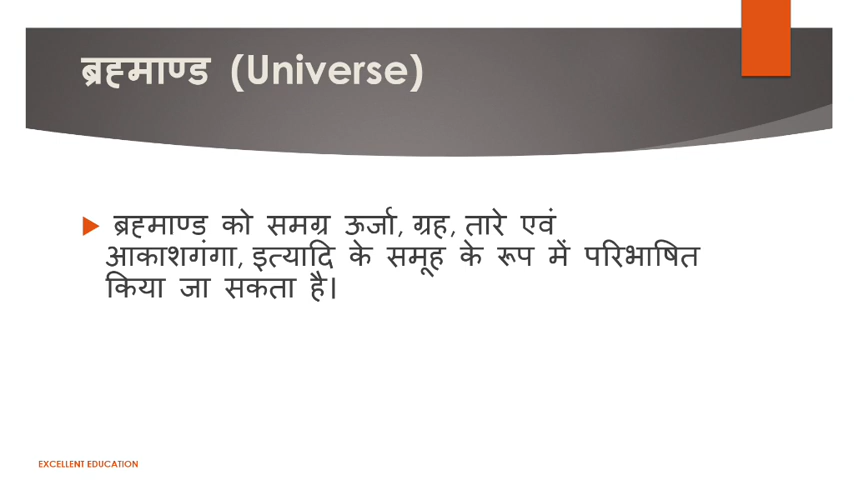 ब्रह्माण्ड (Universe)
ब्रह्माण्ड को समग्र ऊर्जा, ग्रह, तारे एवं
आकाशगंगा, इत्यादि के समूह के रूप में परिभाषित
किया जा सकता है।
EXCELLENT EDUCATION